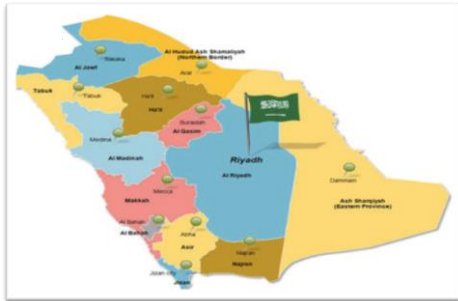 Al Hudud Ash Shamaliyah
(Northern Border)
Sakaka
Al Jawf
Arar
Tabuk
Tabuk
Hail
Hail
Buraidah
Al Qasim
Medina
Al Madinah
Riyadh
Al Riyadh
Dammam
Ash Sharqiyah
(Eastern Province)
Makkah
Mecca
Al Bahah
Al Bahah
Abha
Asir
Najran
Najran
Jizan city
Jizan